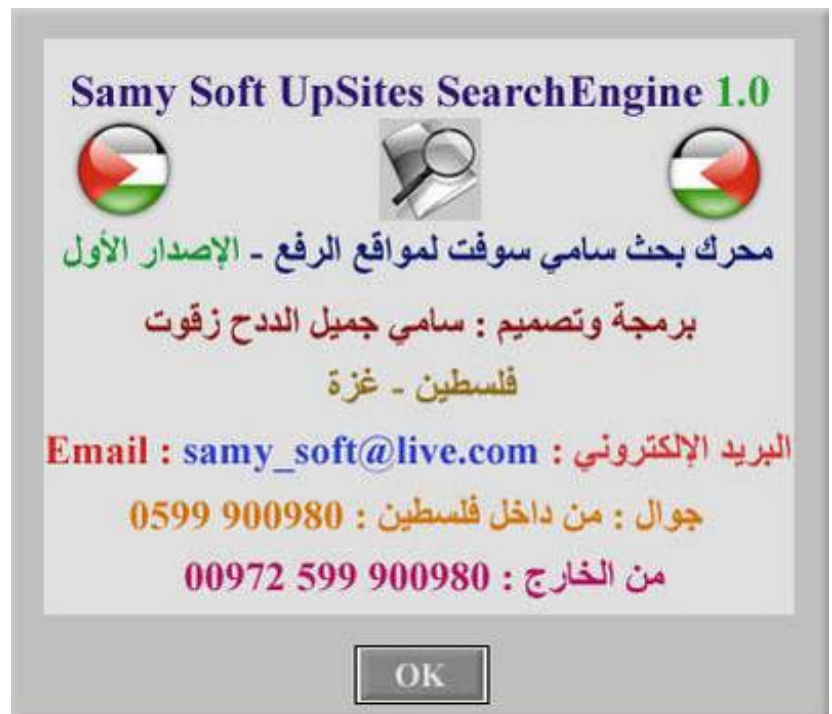 Samy Soft UpSites SearchEngine 1.0
محرك بحث سامي سوفت لمواقع الرفع - الإصدار الأول
برمجة وتصميم : سامي جميل الددح زقوت
فلسطين - غزة
البريد الإلكتروني : Email : samy_soft@live.com
جوال : من داخل فلسطين : 0599 900980
من الخارج : 00972 599 900980
OK